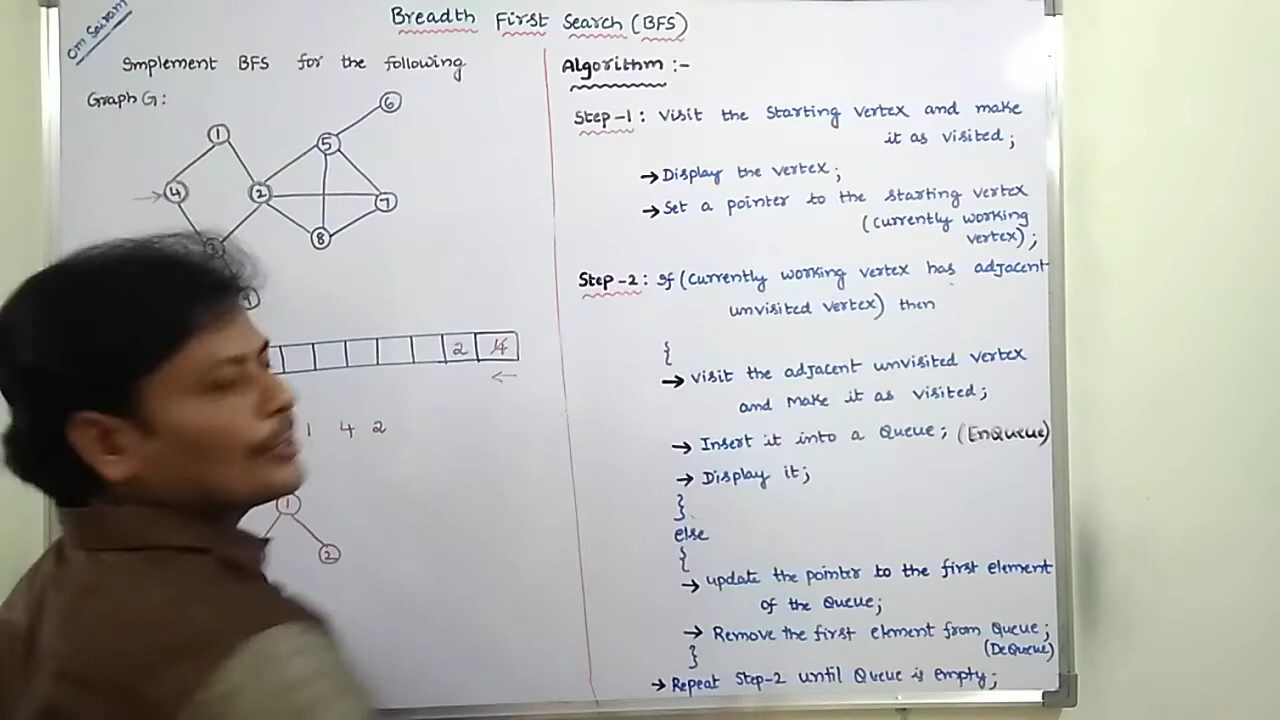 Om Sairam
Breadth First Search (BFS)
Implement BFS for the following
Graph G:
6
1
5
4
2
7
3
8
9
2 4
1 4 2
1
2
Algorithm :-
Step-1: Visit the Starting vertex and make
it as visited;
→ Display the vertex;
→ Set a pointer to the starting vertex
(currently working
vertex);
Step-2: If (currently working vertex has adjacent
unvisited vertex) then
{
→ visit the adjacent unvisited vertex
and make it as visited;
→ Insert it into a Queue; (EnQueue)
→ Display it;
}
else
{
→ update the pointer to the first element
of the Queue;
→ Remove the first element from Queue;
(DeQueue)
}
→ Repeat Step-2 until Queue is empty;